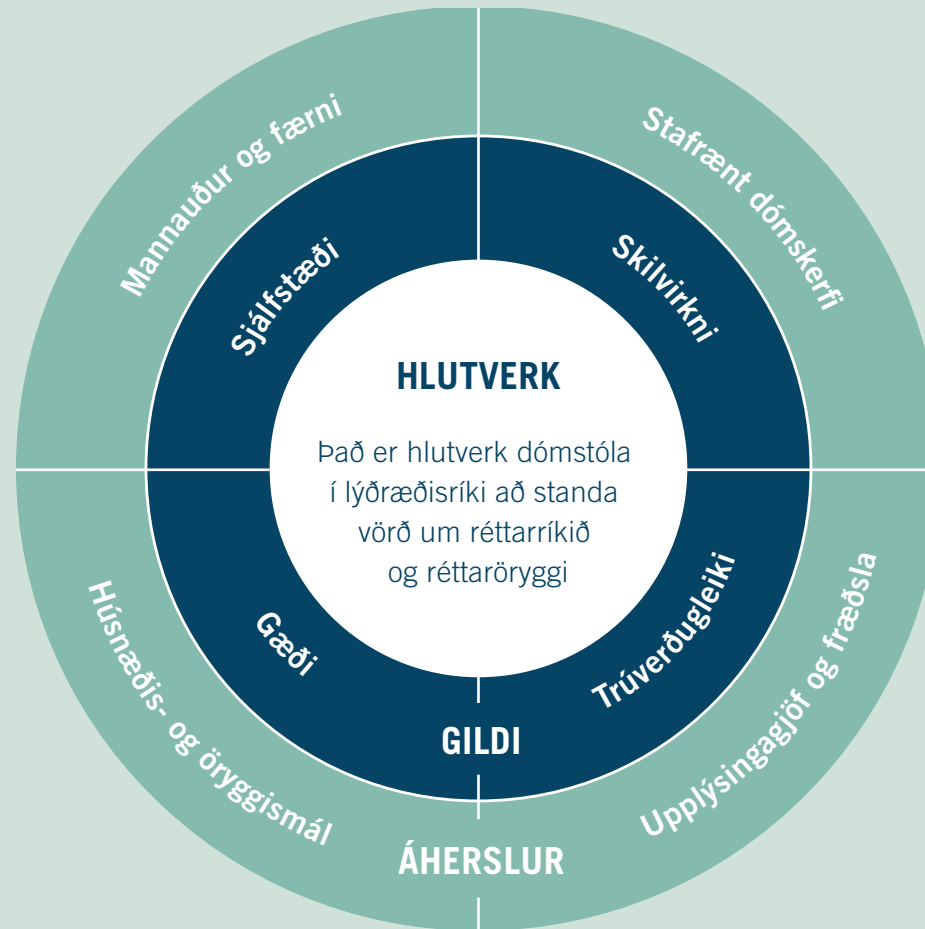 Mannauður og færni
Stafrænt dómskerfi
Sjálfstæði
Skilvirkni
HLUTVERK
Það er hlutverk dómstóla
í lýðræðisríki að standa
vörð um réttarríkið
og réttaröryggi
Húsnæðis- og öryggismál
Gæði
Trúverðugleiki
Upplýsingagjöf og fræðsla
GILDI
ÁHERSLUR